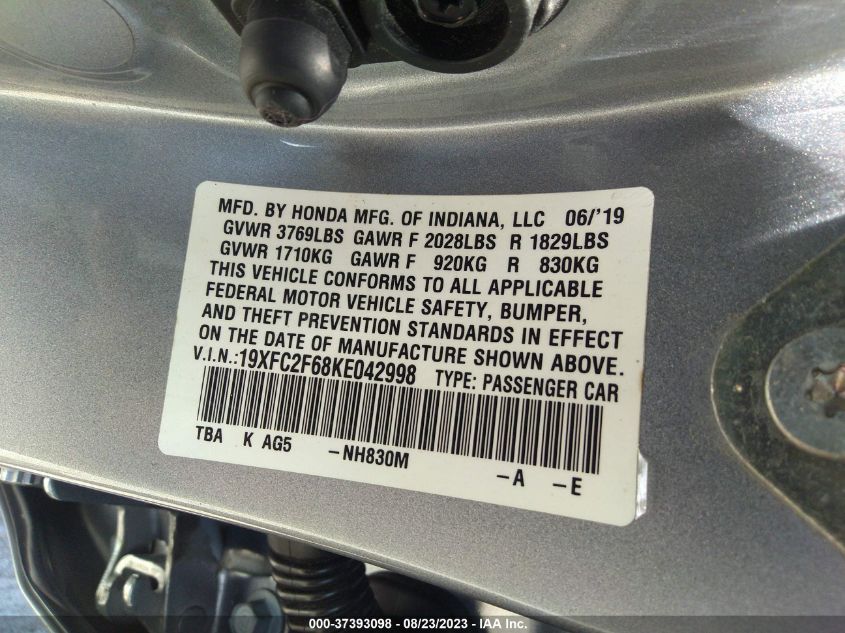 MFD. BY HONDA MFG. OF INDIANA, LLC 06/'19
GVWR 3769LBS GAWR F 2028LBS R 1829LBS
GVWR 1710KG GAWR F 920KG R 830KG
THIS VEHICLE CONFORMS TO ALL APPLICABLE
FEDERAL MOTOR VEHICLE SAFETY, BUMPER,
AND THEFT PREVENTION STANDARDS IN EFFECT
ON THE DATE OF MANUFACTURE SHOWN ABOVE.
V.I.N.:19XFC2F68KE042998 TYPE: PASSENGER CAR
TBA K AG5 -NH830M -A -E
000-37393098 - 08/23/2023 - IAA Inc.